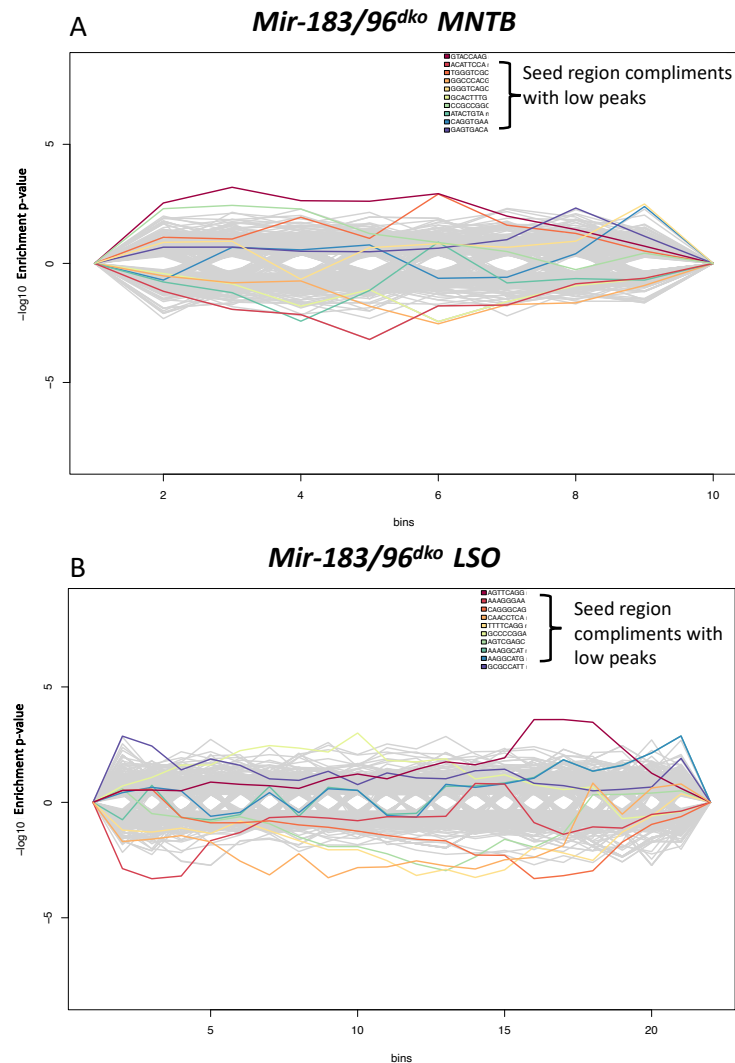 A
Mir-183/96dko MNTB
GTACCAAG
ACATTCCA
TGGGTCGC
GGCCCACG
GGGTCAGC
GCACTTTG
CCGCCGGC
ATACTGTA
CAGGTGAA
GAGTGACA
Seed region compliments
with low peaks
−log10 Enrichment p-value
5
0
−5
2 4 6 8 10
bins
B
Mir-183/96dko LSO
AGTTCAGG
AAAGGGAA
CAGGGCAG
CAACCTCA
TTTTCAGG
GCCCCGGA
AGTCGAGC
AAAGGCAT
AAGGCATG
GCGCCATT
Seed region
compliments with
low peaks
−log10 Enrichment p-value
5
0
−5
5 10 15 20
bins